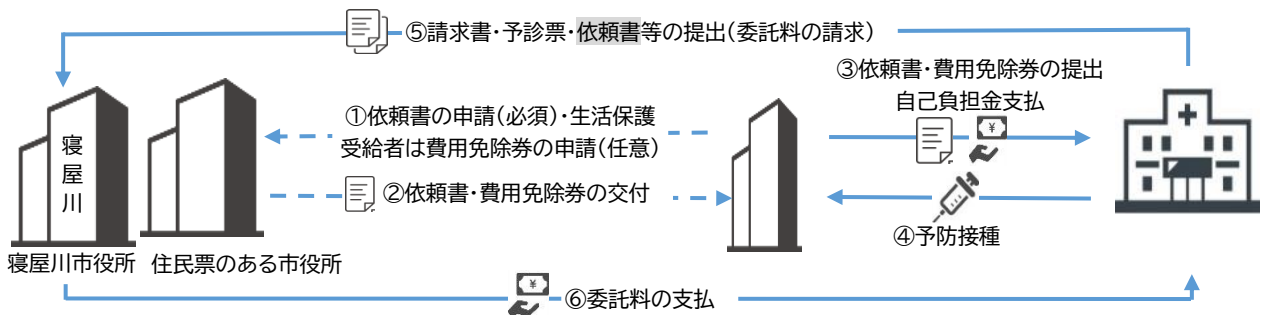 ⑤請求書・予診票・依頼書等の提出(委託料の請求)
③依頼書・費用免除券の提出
自己負担金支払
①依頼書の申請(必須)・生活保護
受給者は費用免除券の申請(任意)
寝屋川
¥
②依頼書・費用免除券の交付
④予防接種
寝屋川市役所 住民票のある市役所
¥
⑥委託料の支払